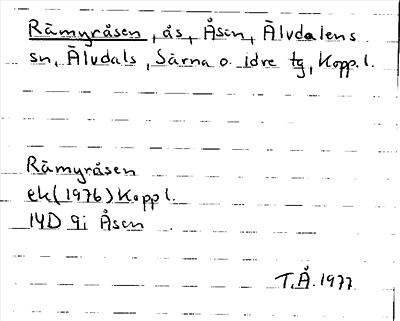 Rämyråsen, ås, Åsen, Älvdalens
sn, Älvdals, Särna o. idre tg, Kopp. l.
Rämyråsen
ek (1976) Kopp l.
14D 9i Åsen
T.Å. 1977